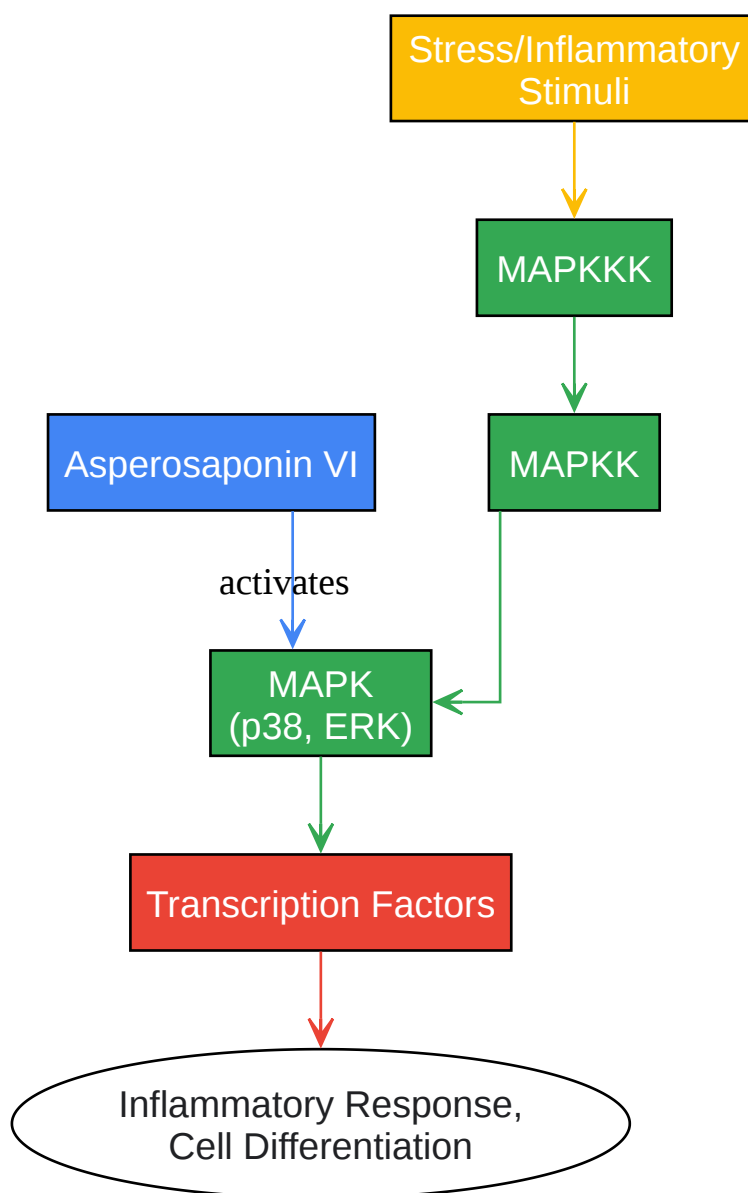 Stress/Inflammatory
Stimuli
MAPKKK
Asperosaponin VI
MAPKK
activates
MAPK
(p38, ERK)
Transcription Factors
Inflammatory Response,
Cell Differentiation